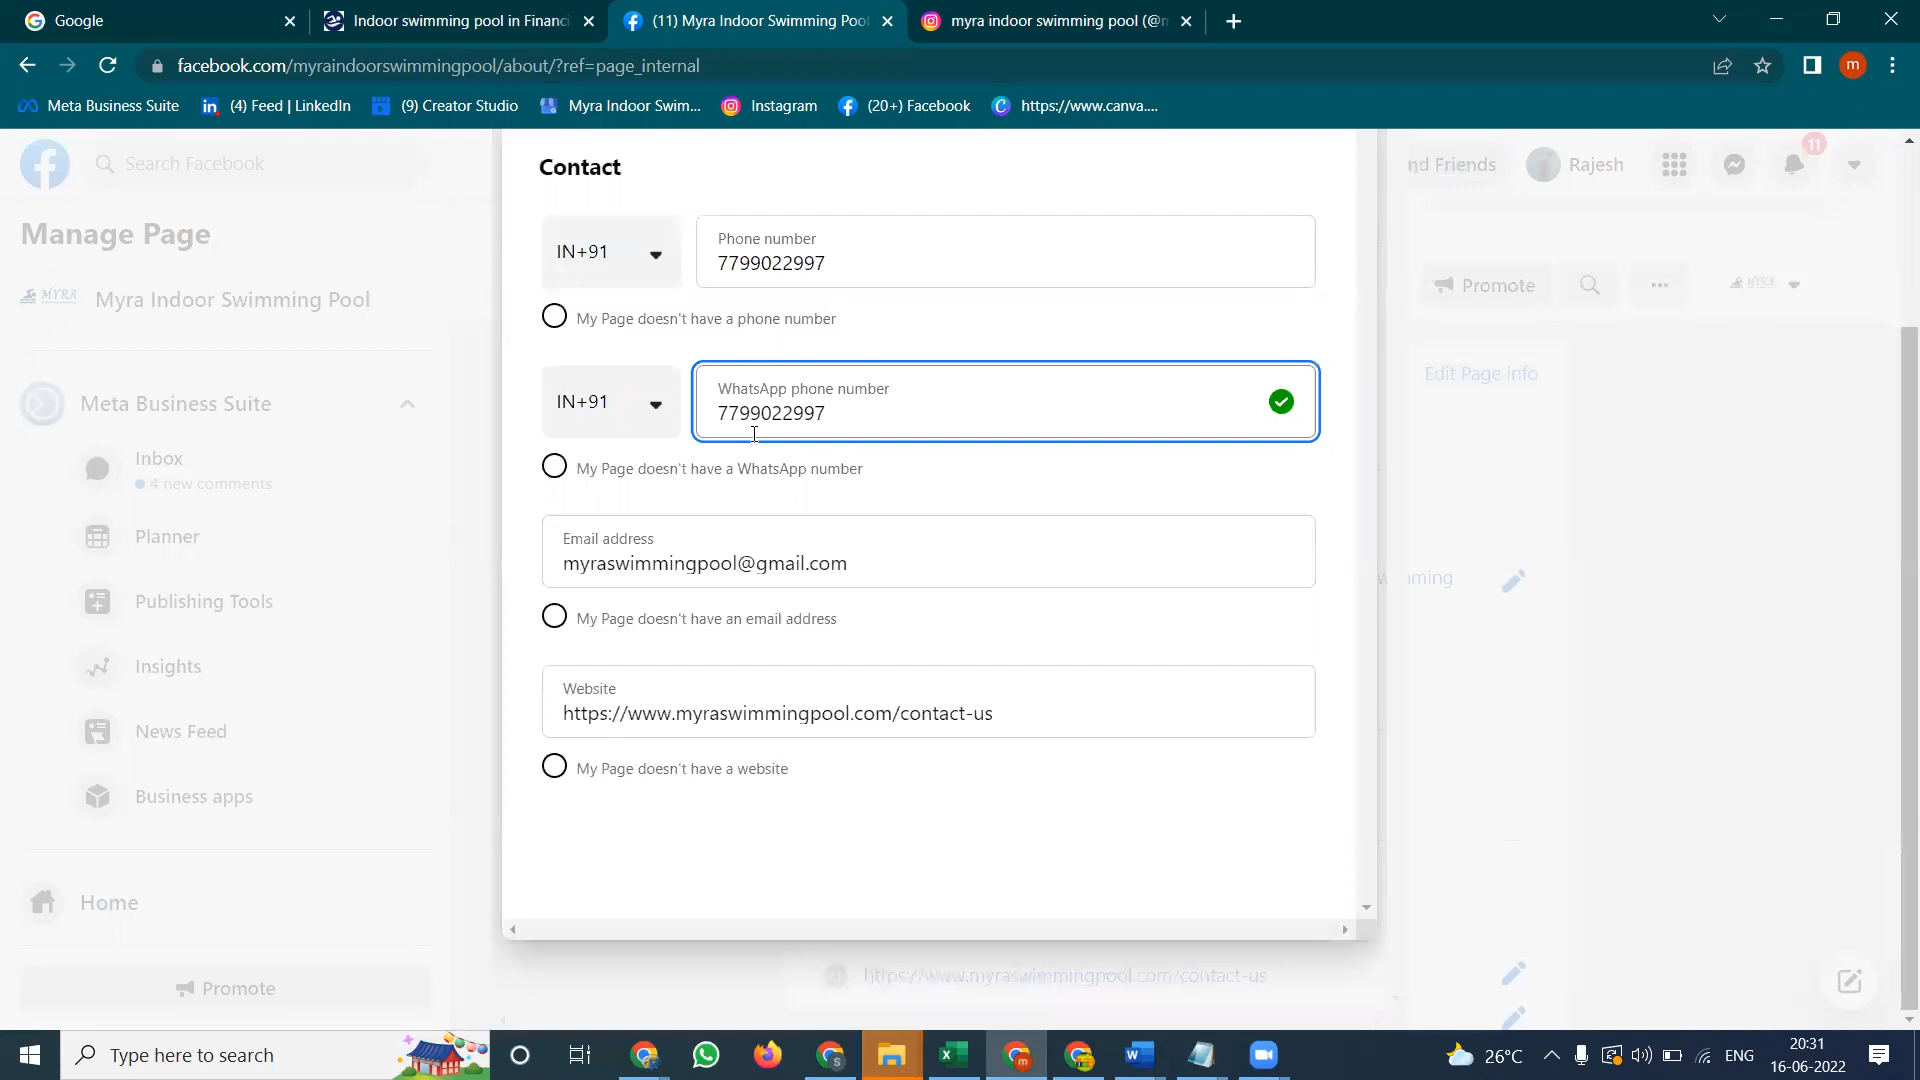 Google
Indoor swimming pool in Financi
(11) Myra Indoor Swimming Pool
myra indoor swimming pool (@m
facebook.com/myraindoorswimmingpool/about/?ref=page_internal
m
Meta Business Suite
(4) Feed | LinkedIn
(9) Creator Studio
Myra Indoor Swim...
Instagram
(20+) Facebook
https://www.canva....
Search Facebook
nd Friends
Rajesh
11
Manage Page
MYRA
Myra Indoor Swimming Pool
Promote
Edit Page info
Meta Business Suite
Inbox
4 new comments
Planner
Publishing Tools
Insights
News Feed
Business apps
Home
Promote
Contact
IN+91
Phone number
7799022997
My Page doesn't have a phone number
IN+91
WhatsApp phone number
7799022997
My Page doesn't have a WhatsApp number
Email address
myraswimmingpool@gmail.com
My Page doesn't have an email address
Website
https://www.myraswimmingpool.com/contact-us
My Page doesn't have a website
https://www.myraswimmingpool.com/contact-us
Type here to search
26°C
ENG
20:31
16-06-2022